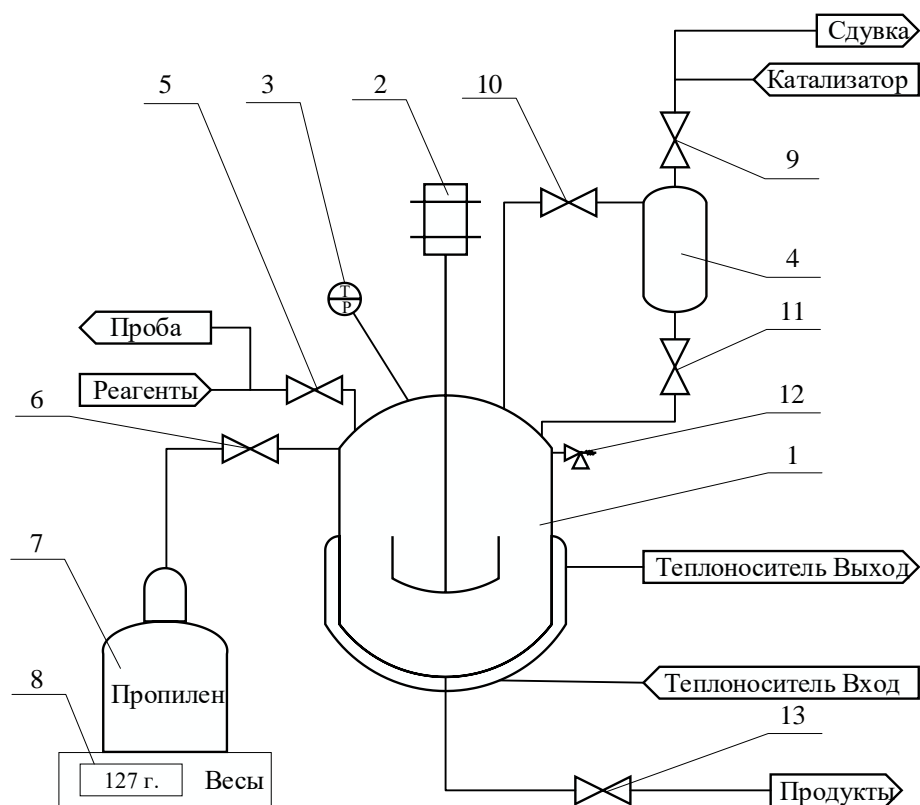 Сдувка
Катализатор
5
3
2
10
9
4
Т
Р
11
Проба
Реагенты
6
12
1
7
Теплоноситель Выход
8
Пропилен
Теплоноситель Вход
13
127 г.
Весы
Продукты